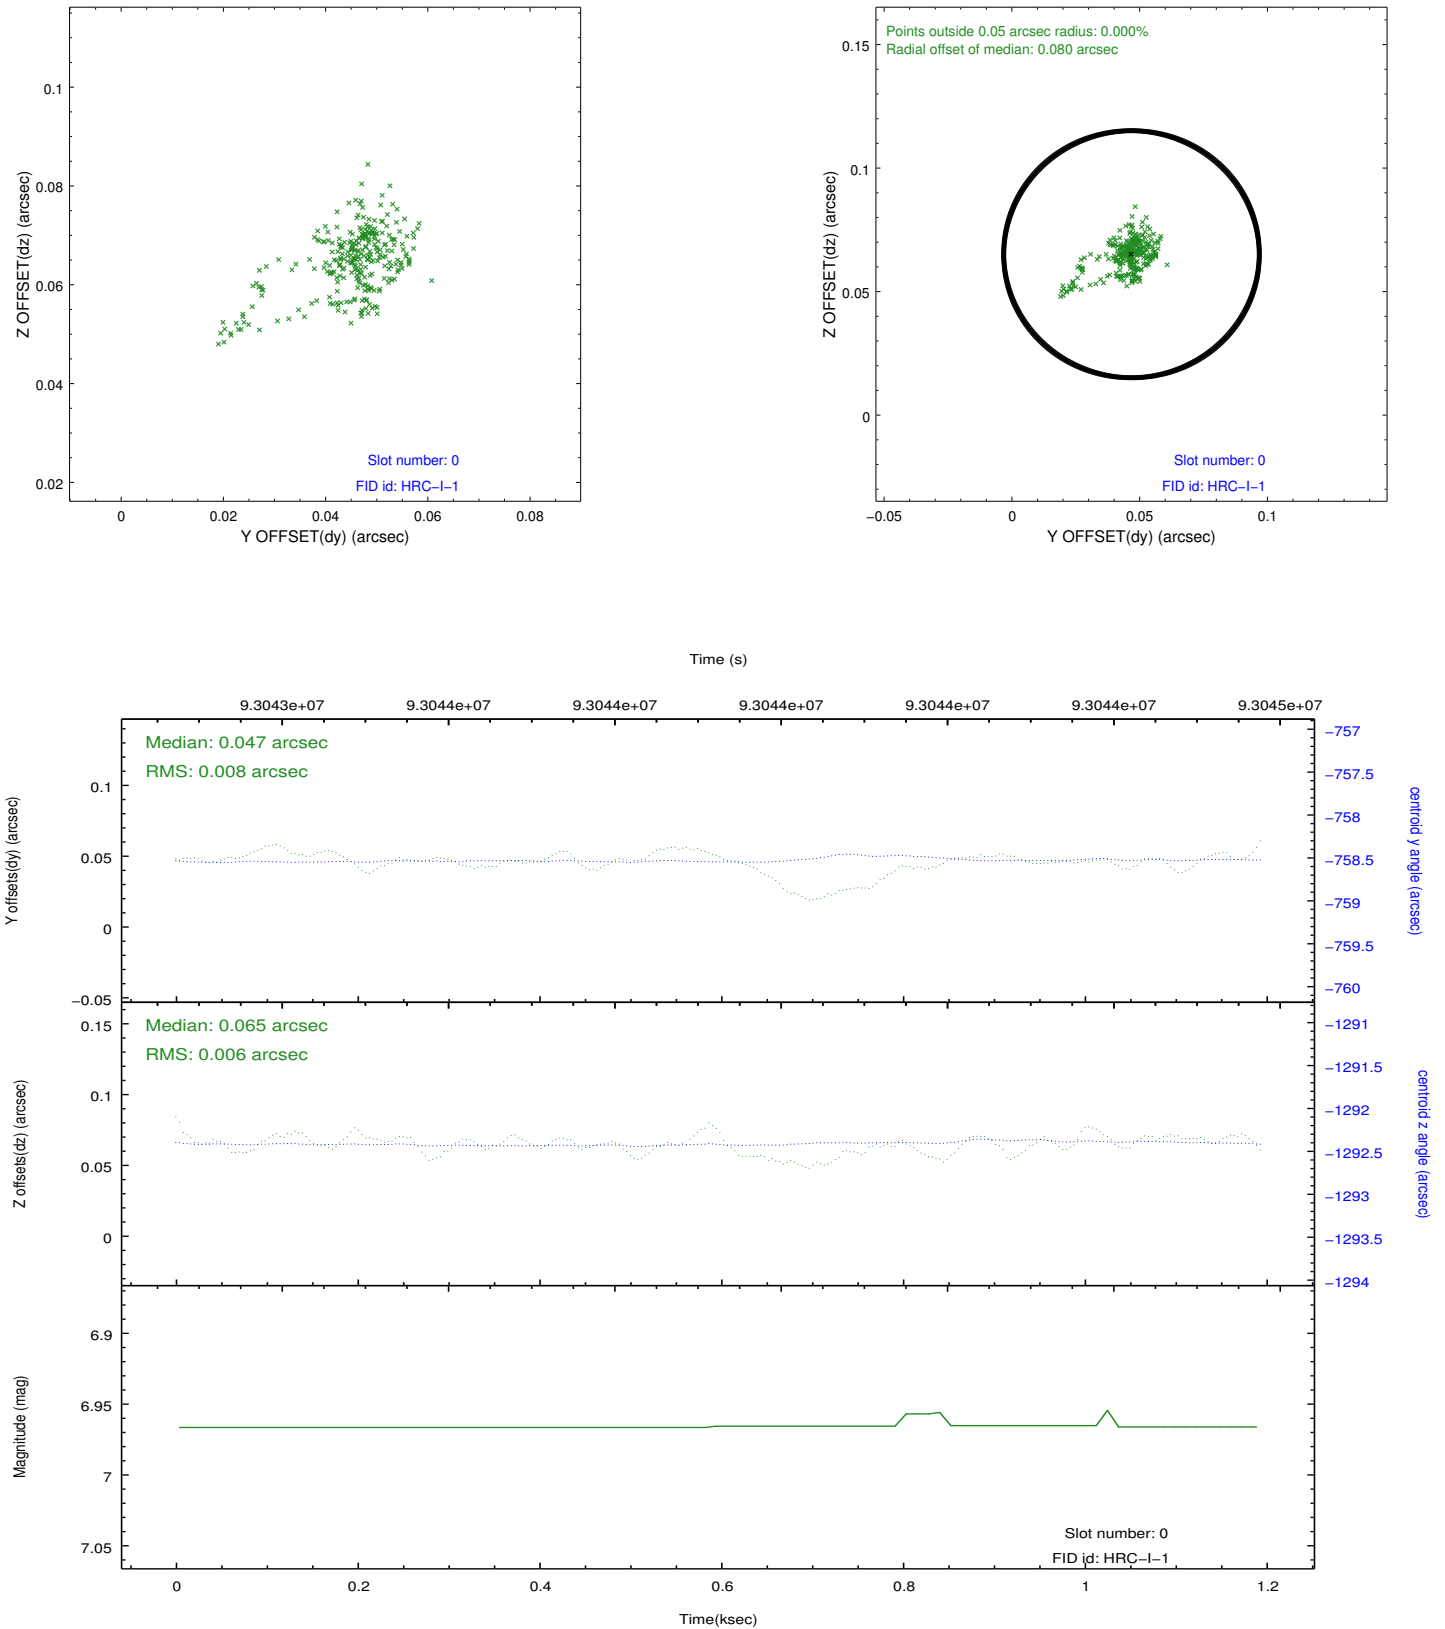 0.1
0.08
0.06
0.04
0.02
Z OFFSET(dz) (arcsec)
Slot number: 0
FID id: HRC−I−1
0
0.02
0.04
0.06
0.08
Y OFFSET(dy) (arcsec)
Points outside 0.05 arcsec radius: 0.000%
Radial offset of median: 0.080 arcsec
0.15
0.1
0.05
0
Z OFFSET(dz) (arcsec)
Slot number: 0
FID id: HRC−I−1
−0.05
0
0.05
0.1
Y OFFSET(dy) (arcsec)
Time (s)
9.3043e+07
9.3044e+07
9.3044e+07
9.3044e+07
9.3044e+07
9.3044e+07
9.3045e+07
Median: 0.047 arcsec
RMS: 0.008 arcsec
0.1
0.05
0
−0.05
Y offsets(dy) (arcsec)
−757
−757.5
−758
−758.5
−759
−759.5
−760
centroid y angle (arcsec)
Median: 0.065 arcsec
RMS: 0.006 arcsec
0.15
0.1
0.05
0
Z offsets(dz) (arcsec)
−1291
−1291.5
−1292
−1292.5
−1293
−1293.5
−1294
centroid z angle (arcsec)
6.9
6.95
7
7.05
Magnitude (mag)
Slot number: 0
FID id: HRC−I−1
0
0.2
0.4
0.6
0.8
1
1.2
Time(ksec)